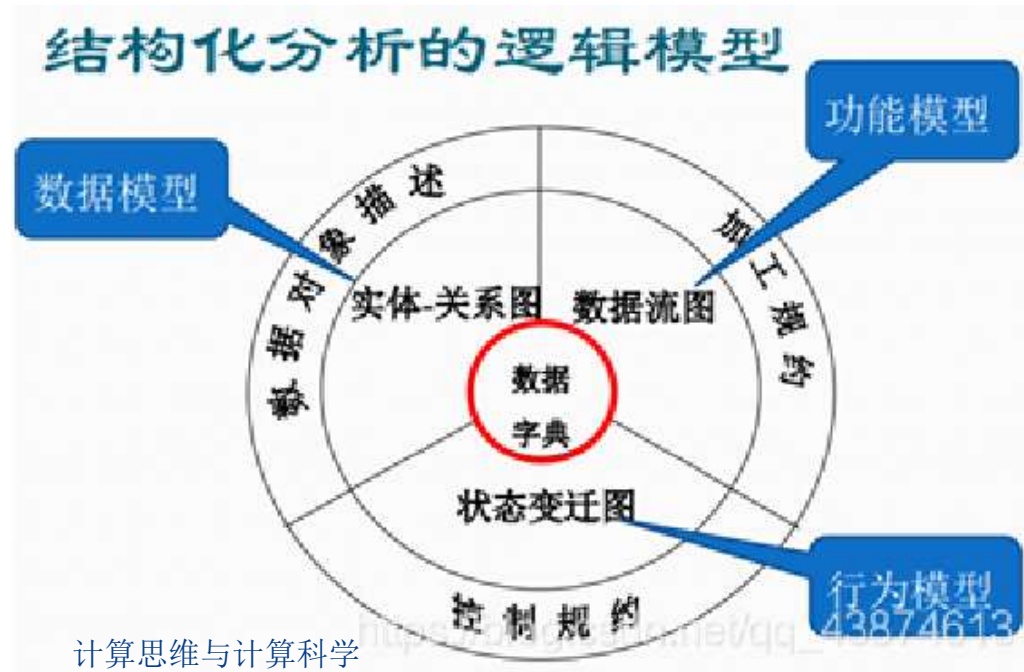 结构化分析的逻辑模型
功能模型
数据模型
数据对象描述
加工规约
实体-关系图
数据流图
数据
字典
状态变迁图
行为模型
控制规约
计算思维与计算科学